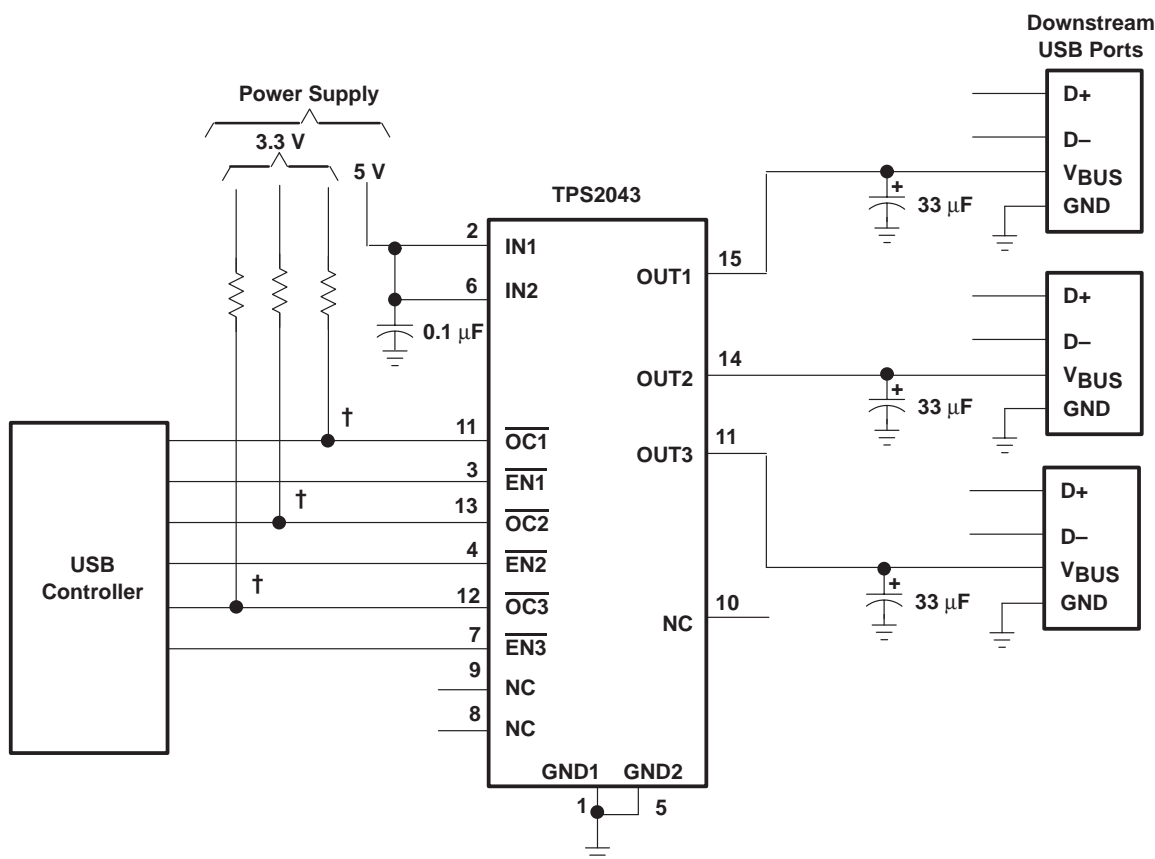 Downstream
USB Ports
Power Supply
3.3 V
5 V
TPS2043
D+
D–
VBUS
GND
33 μF
2
IN1
6
IN2
0.1 μF
OUT1
15
D+
D–
VBUS
GND
33 μF
OUT2
14
†
11
OC1
3
EN1
†
13
OC2
4
EN2
†
12
OC3
7
EN3
9
NC
8
NC
USB
Controller
OUT3
11
D+
D–
VBUS
GND
+
+
+
33 μF
NC
10
GND1
GND2
1
5